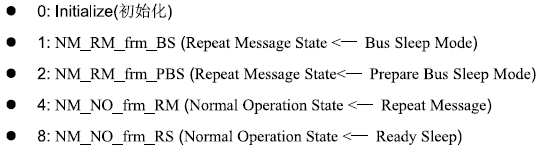 ● 0: Initialize(初始化)
● 1: NM_RM_frm_BS (Repeat Message State <— Bus Sleep Mode)
● 2: NM_RM_frm_PBS (Repeat Message State<— Prepare Bus Sleep Mode)
● 4: NM_NO_frm_RM (Normal Operation State <— Repeat Message)
● 8: NM_NO_frm_RS (Normal Operation State <— Ready Sleep)